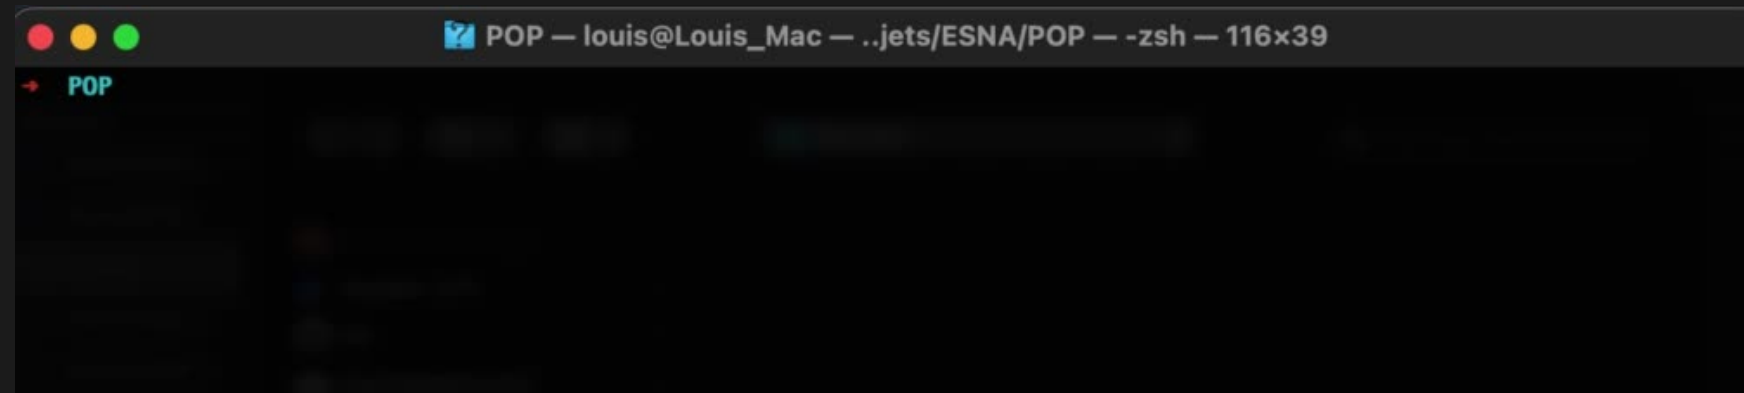 POP — louis@Louis_Mac — ..jets/ESNA/POP — -zsh — 116×39
→ POP